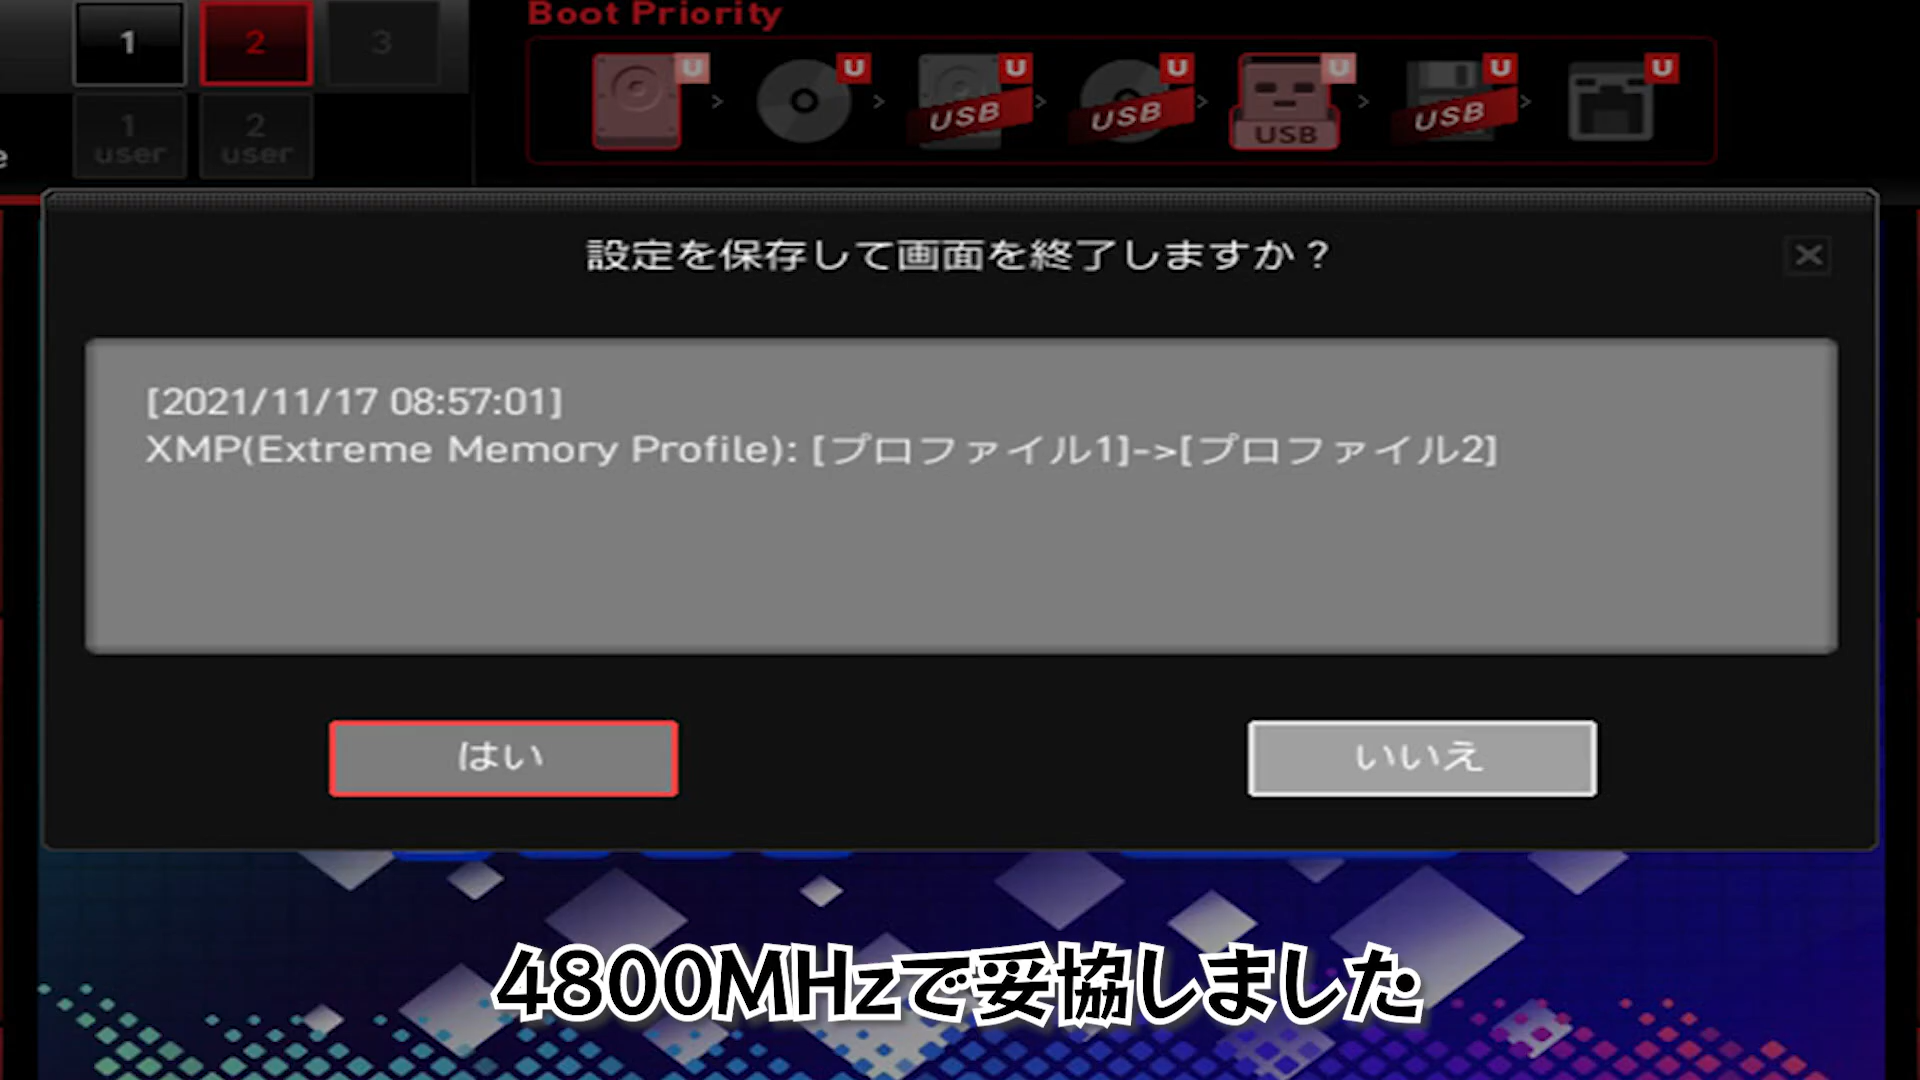 Boot Priority
1 2 3
U U U U U U U
USB USB USB USB
1 user 2 user
e
設定を保存して画面を終了しますか？
[2021/11/17 08:57:01]
XMP(Extreme Memory Profile): [プロファイル1]->[プロファイル2]
はい いいえ
4800MHzで妥協しました